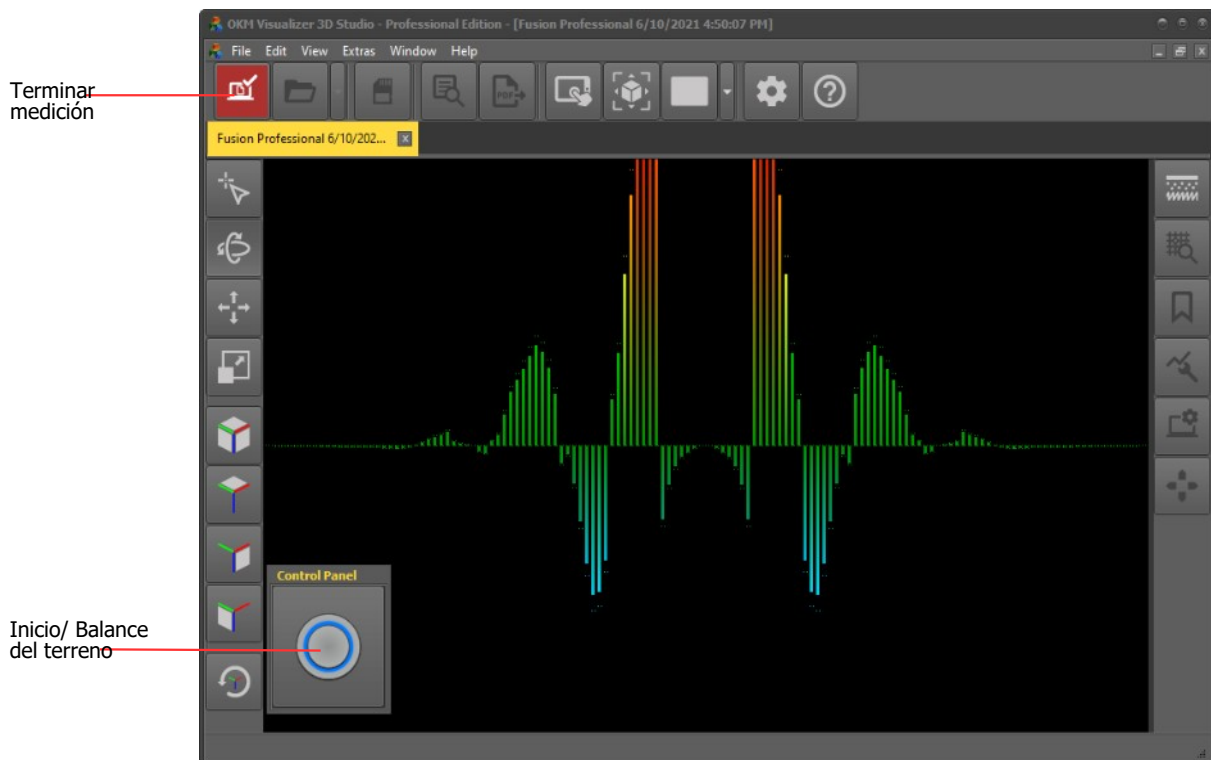 OKM Visualizer 3D Studio - Professional Edition - [Fusion Professional 6/10/2021 4:50:07 PM]
File Edit View Extras Window Help
Terminar
medición
PDF
Fusion Professional 6/10/202...
Control Panel
Inicio/ Balance
del terreno